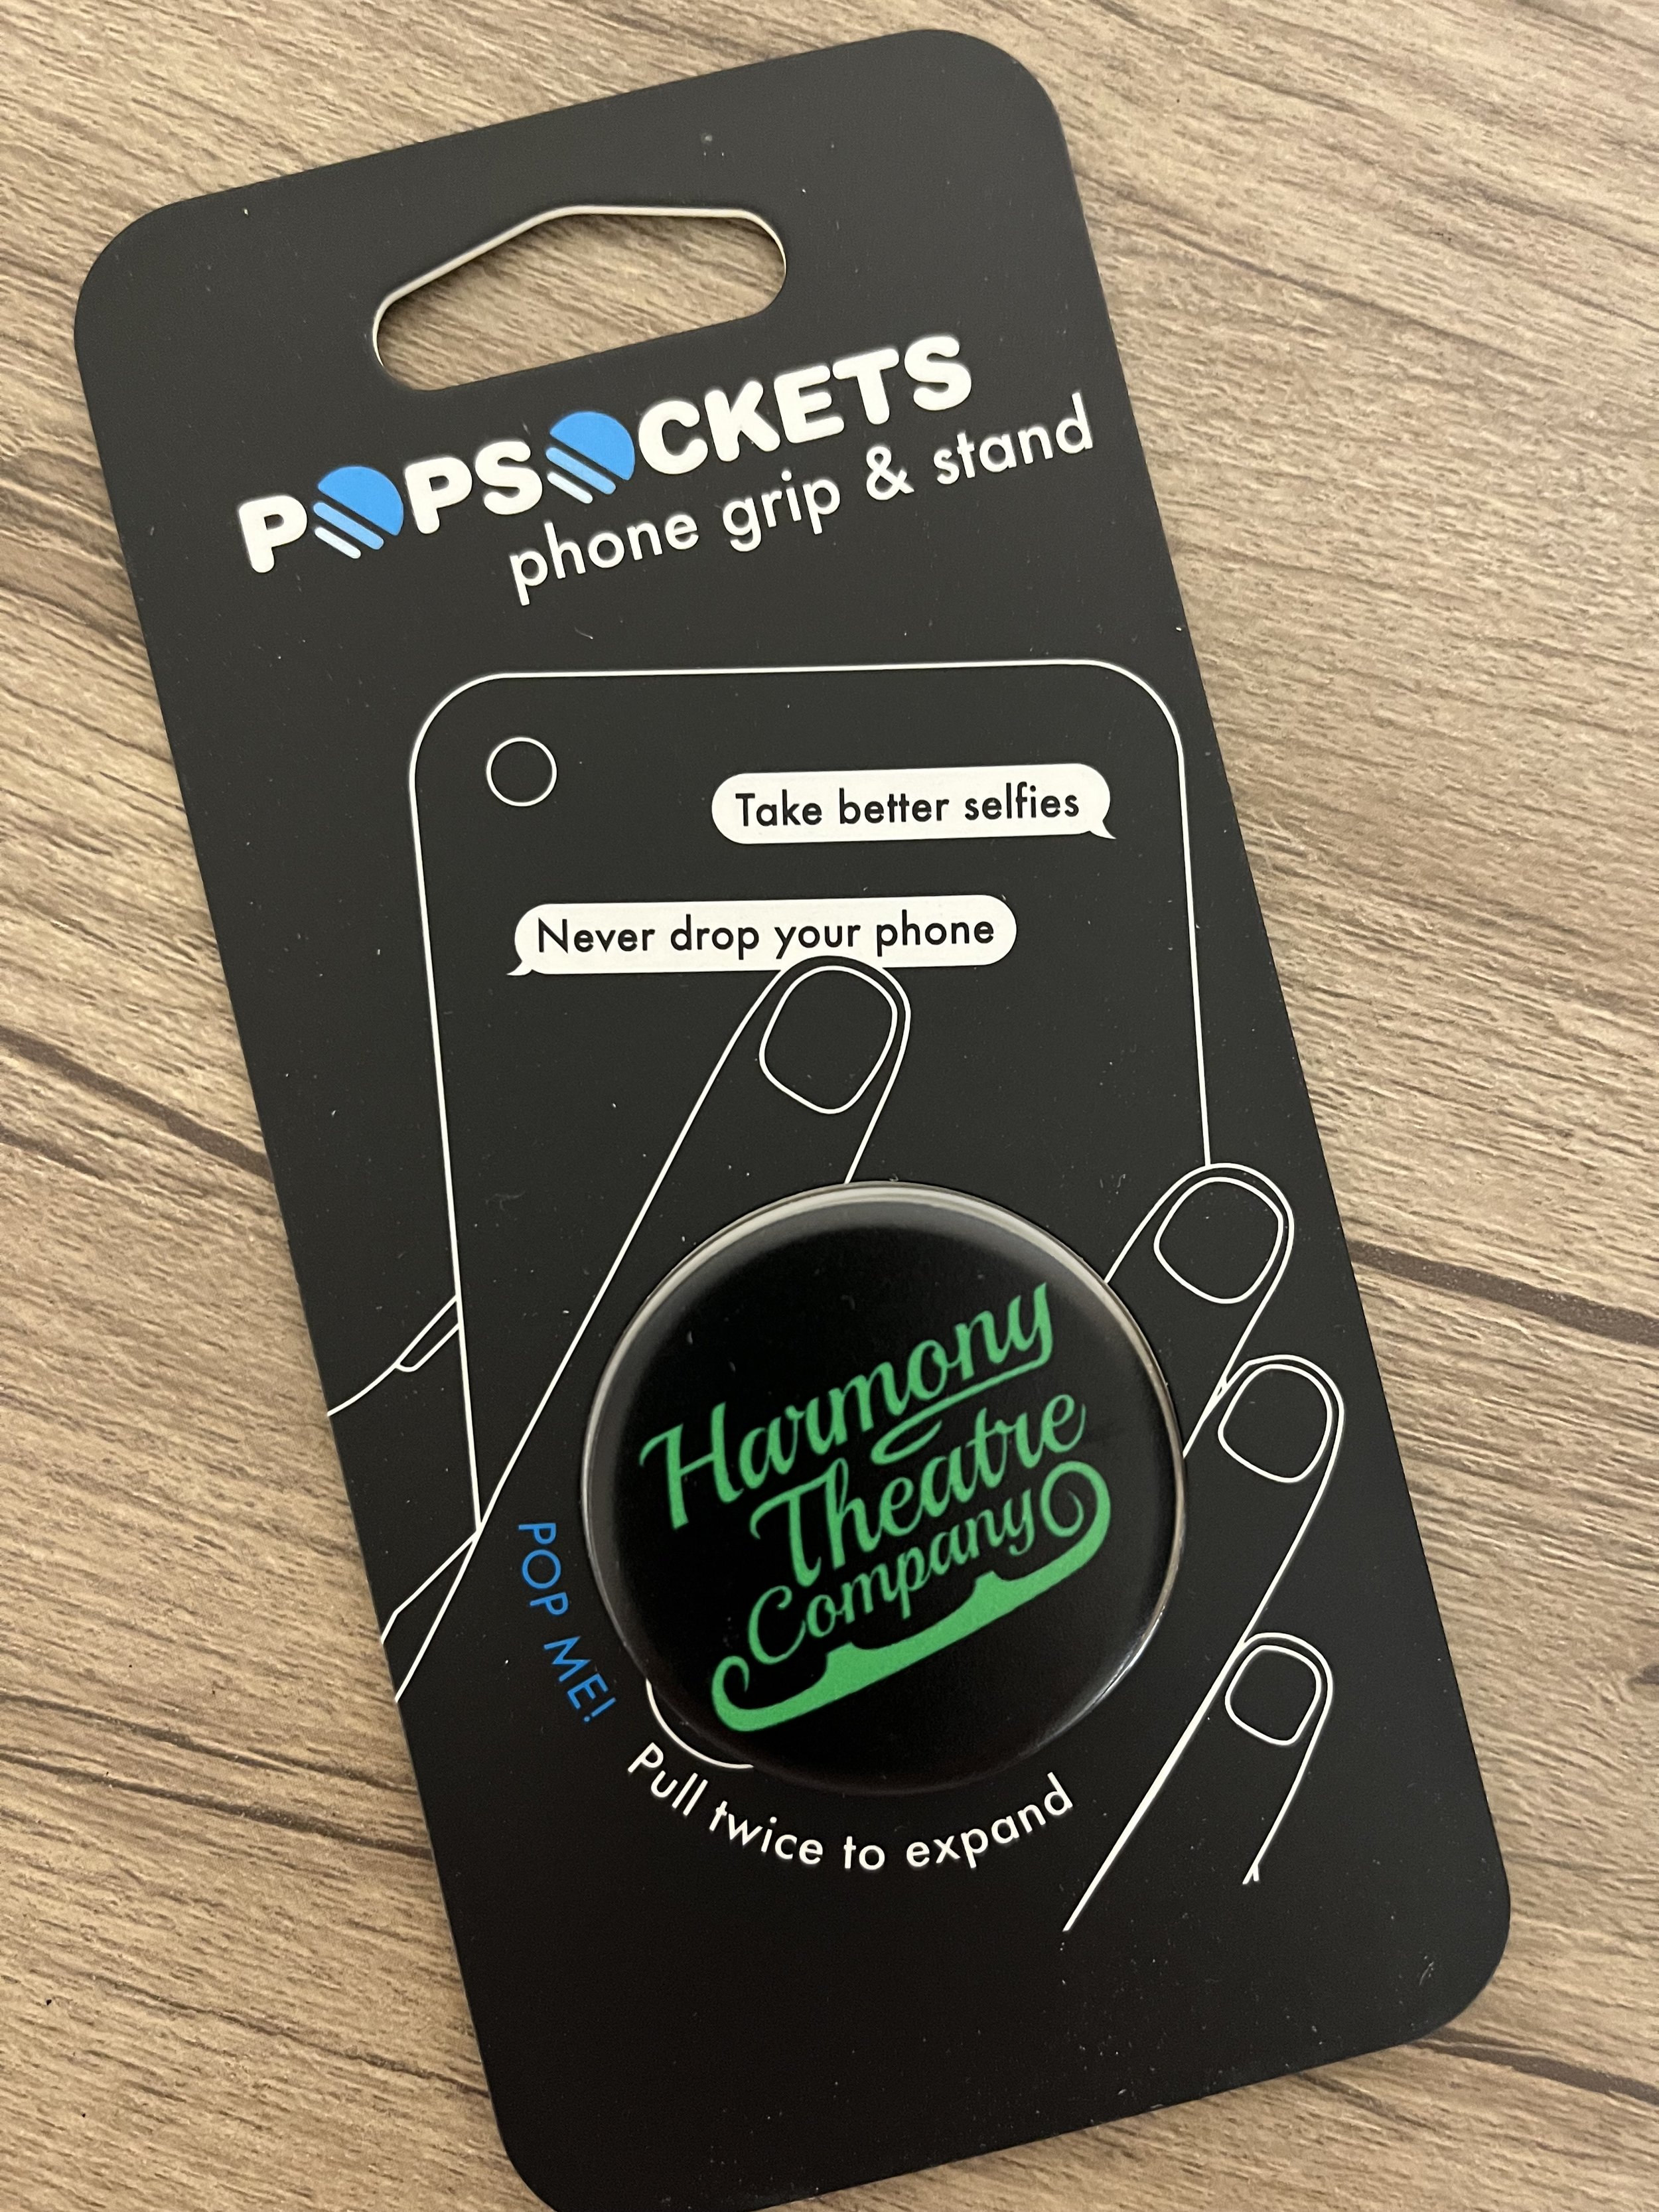 POPSOCKETS
phone grip & stand
Take better selfies
Never drop your phone
Harmony
Theatre
Company
POP ME!
Pull twice to expand